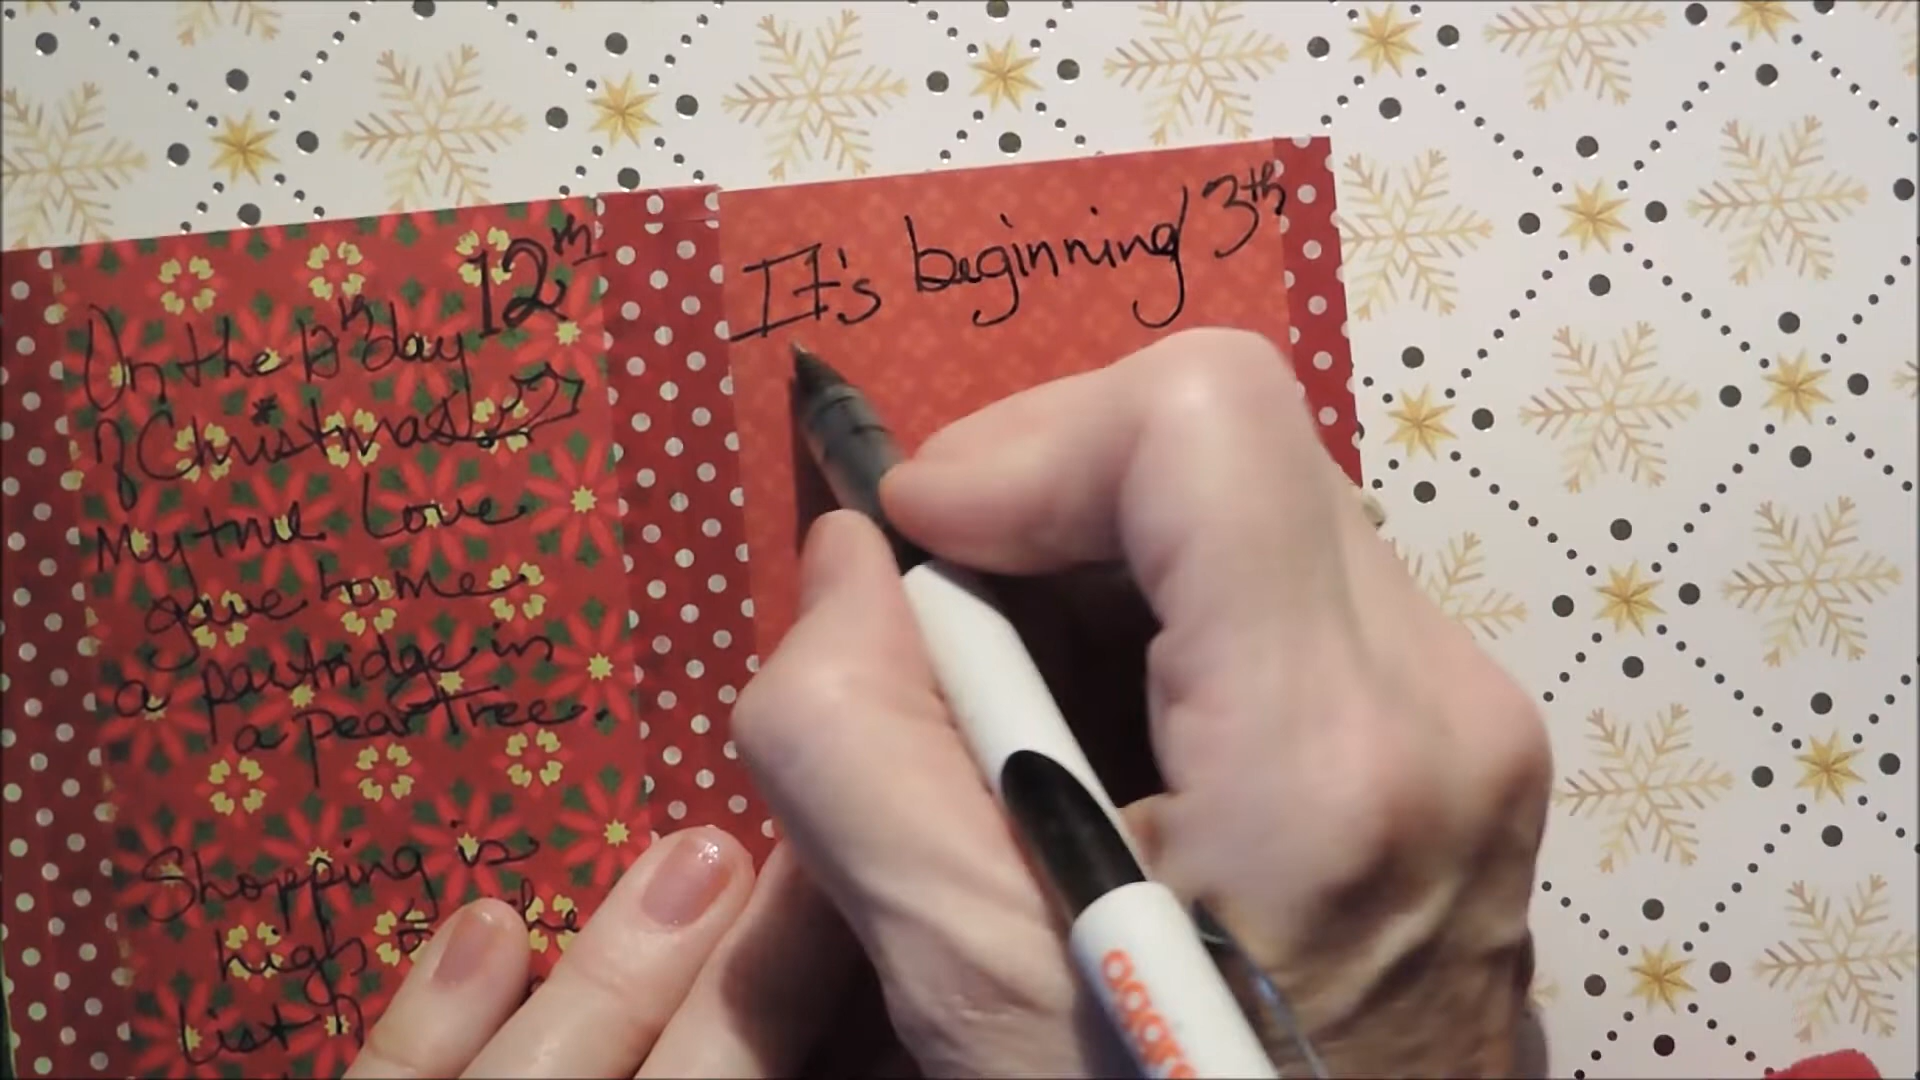 12th
On the 12th day
of Christmas
My true Love
gave to me
a partridge in
a pear Tree.
Shopping is
high
list
It's beginning 3th